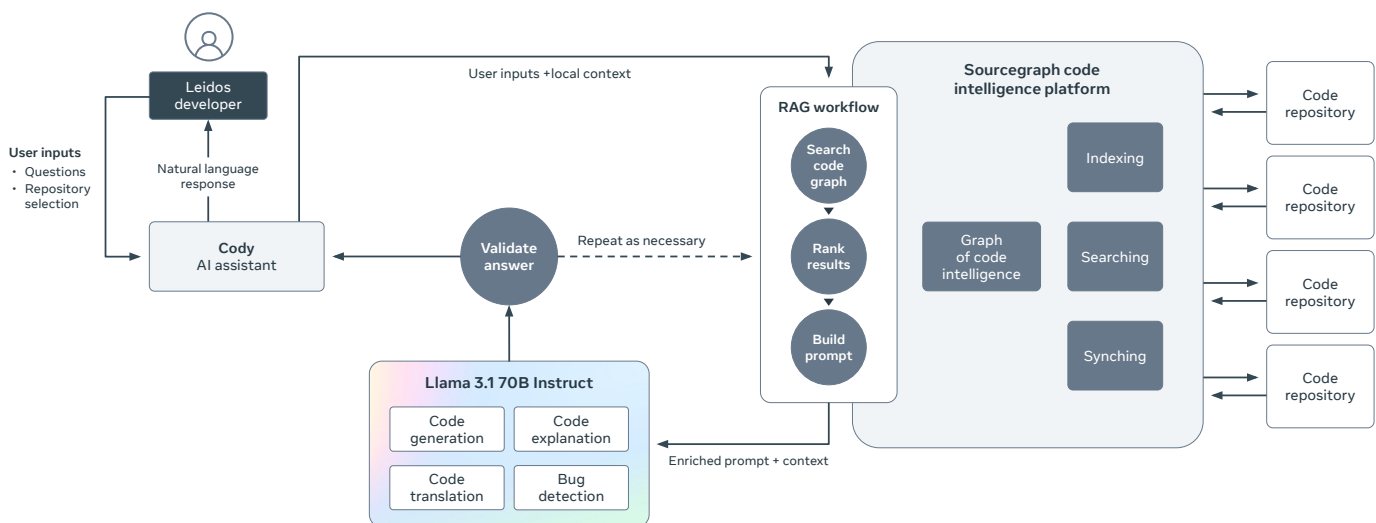 Leidos
developer
User inputs
• Questions
• Repository
selection
Natural language
response
Cody
AI assistant
User inputs +local context
Validate
answer
Repeat as necessary
Llama 3.1 70B Instruct
Code
generation
Code
explanation
Code
translation
Bug
detection
Enriched prompt + context
RAG workflow
Search
code
graph
Rank
results
Build
prompt
Sourcegraph code
intelligence platform
Graph
of code
intelligence
Indexing
Searching
Synching
Code
repository
Code
repository
Code
repository
Code
repository